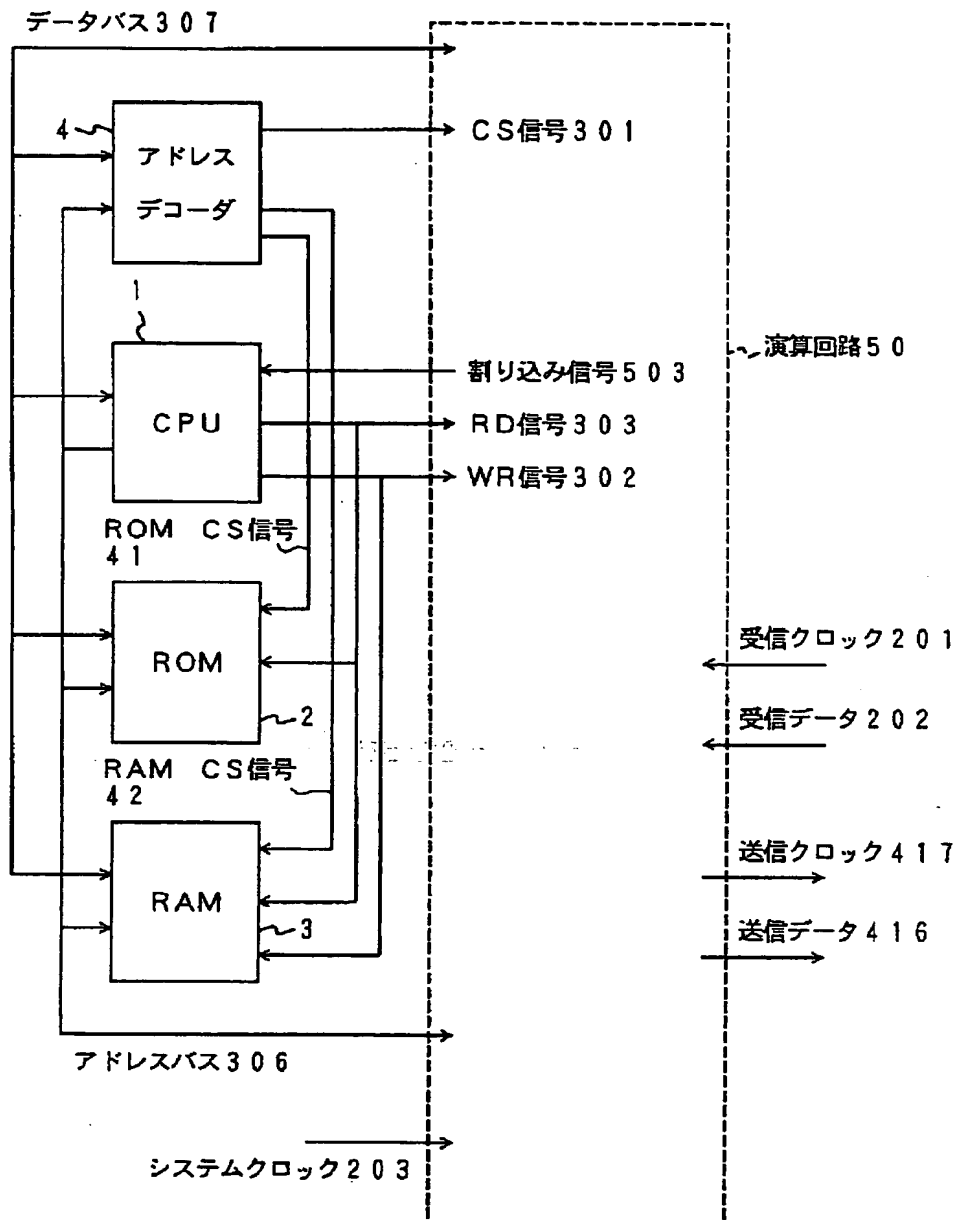 データバス307
4
アドレス
デコーダ
CS信号301
1
CPU
割り込み信号503
RD信号303
WR信号302
演算回路50
ROM CS信号
41
ROM
2
受信クロック201
受信データ202
RAM CS信号
42
RAM
3
送信クロック417
送信データ416
アドレスバス306
システムクロック203